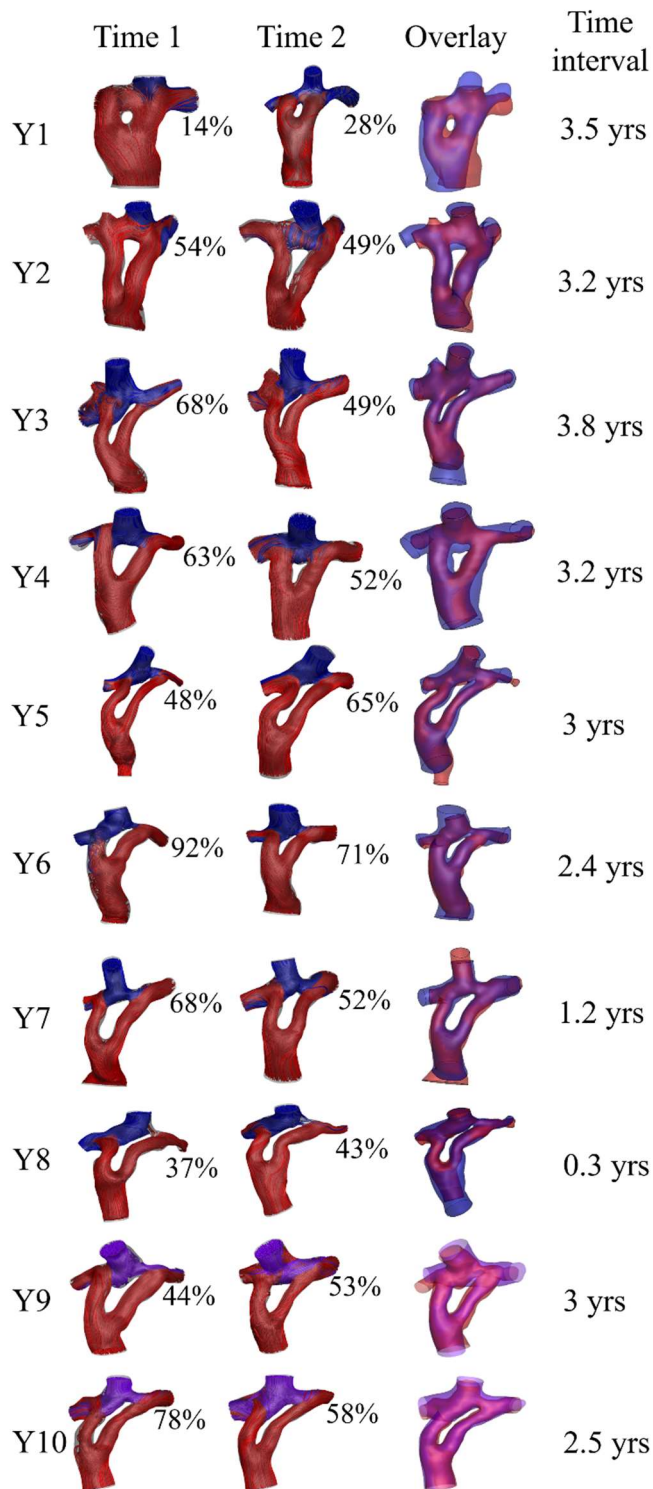 Time 1 Time 2 Overlay Time interval
Y1 14% 28% 3.5 yrs
Y2 54% 49% 3.2 yrs
Y3 68% 49% 3.8 yrs
Y4 63% 52% 3.2 yrs
Y5 48% 65% 3 yrs
Y6 92% 71% 2.4 yrs
Y7 68% 52% 1.2 yrs
Y8 37% 43% 0.3 yrs
Y9 44% 53% 3 yrs
Y10 78% 58% 2.5 yrs